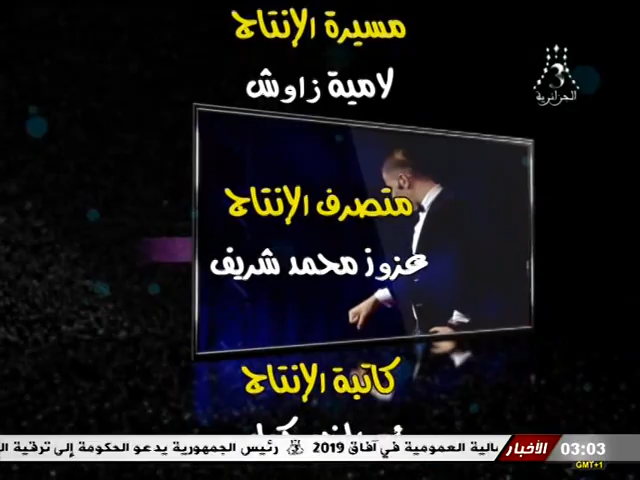 مسيرة الإنتاج
لامية زاوش
3
الجزائرية
متصرف الإنتاج
عزوز محمد شريف
كاتبة الإنتاج
الية العمومية في آفاق 2019 رئيس الجمهورية يدعو الحكومة إلى ترقية
الأخبار
03:03
GMT+1